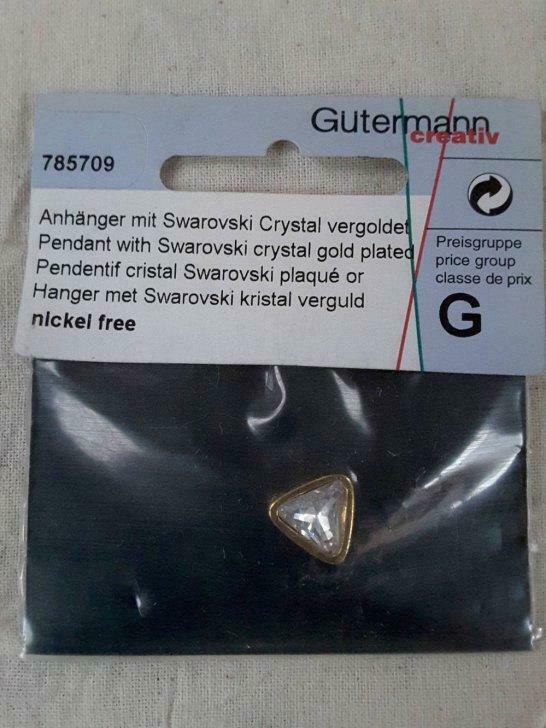 Gütermann
creativ
785709
Anhänger mit Swarovski Crystal vergoldet
Pendant with Swarovski crystal gold plated
Pendentif cristal Swarovski plaqué or
Hanger met Swarovski kristal verguld
nickel free
Preisgruppe
price group
classe de prix
G